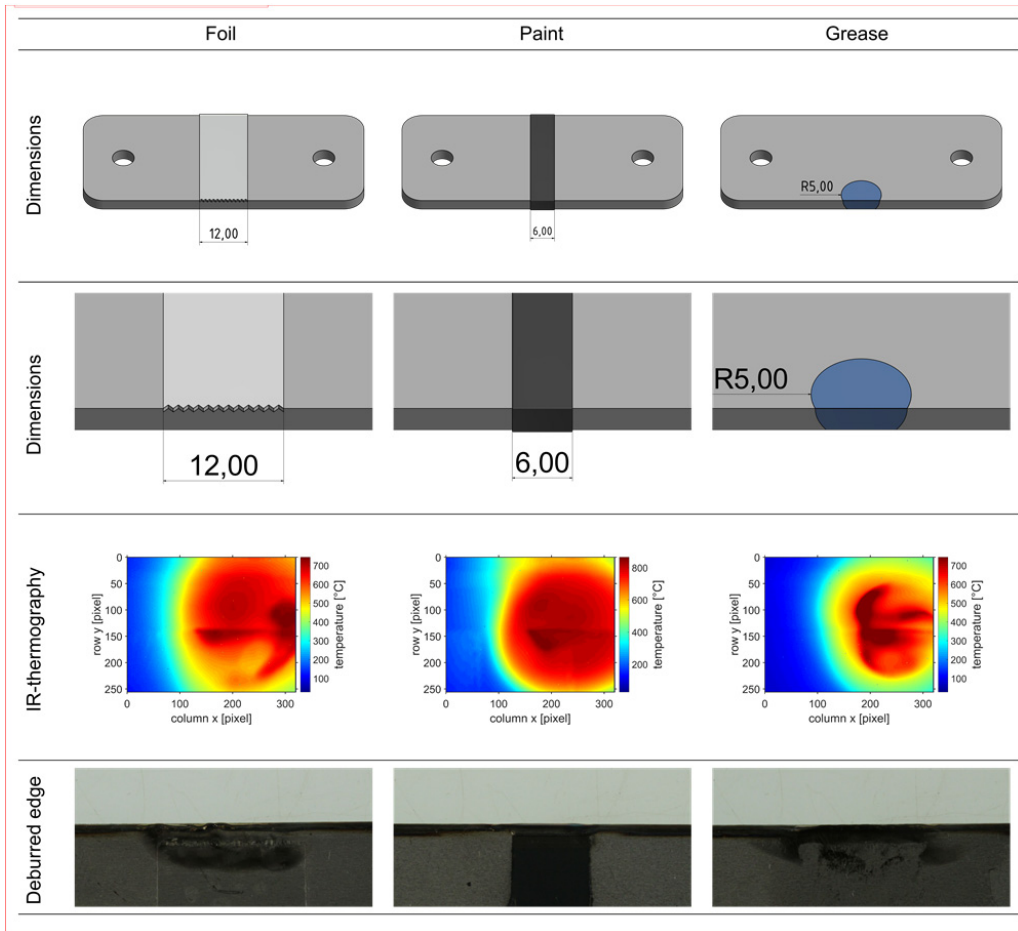 Foil Paint Grease
Dimensions
12,00 6,00 R5,00
Dimensions
12,00 6,00 R5,00
IR-thermography
0
50
100
150
200
250
row y [pixel]
0 100 200 300
column x [pixel]
700
600
500
400
300
200
100
temperature [°C]
0
50
100
150
200
250
row y [pixel]
0 100 200 300
column x [pixel]
800
600
400
200
temperature [°C]
0
50
100
150
200
250
row y [pixel]
0 100 200 300
column x [pixel]
700
600
500
400
300
200
100
temperature [°C]
Deburred edge